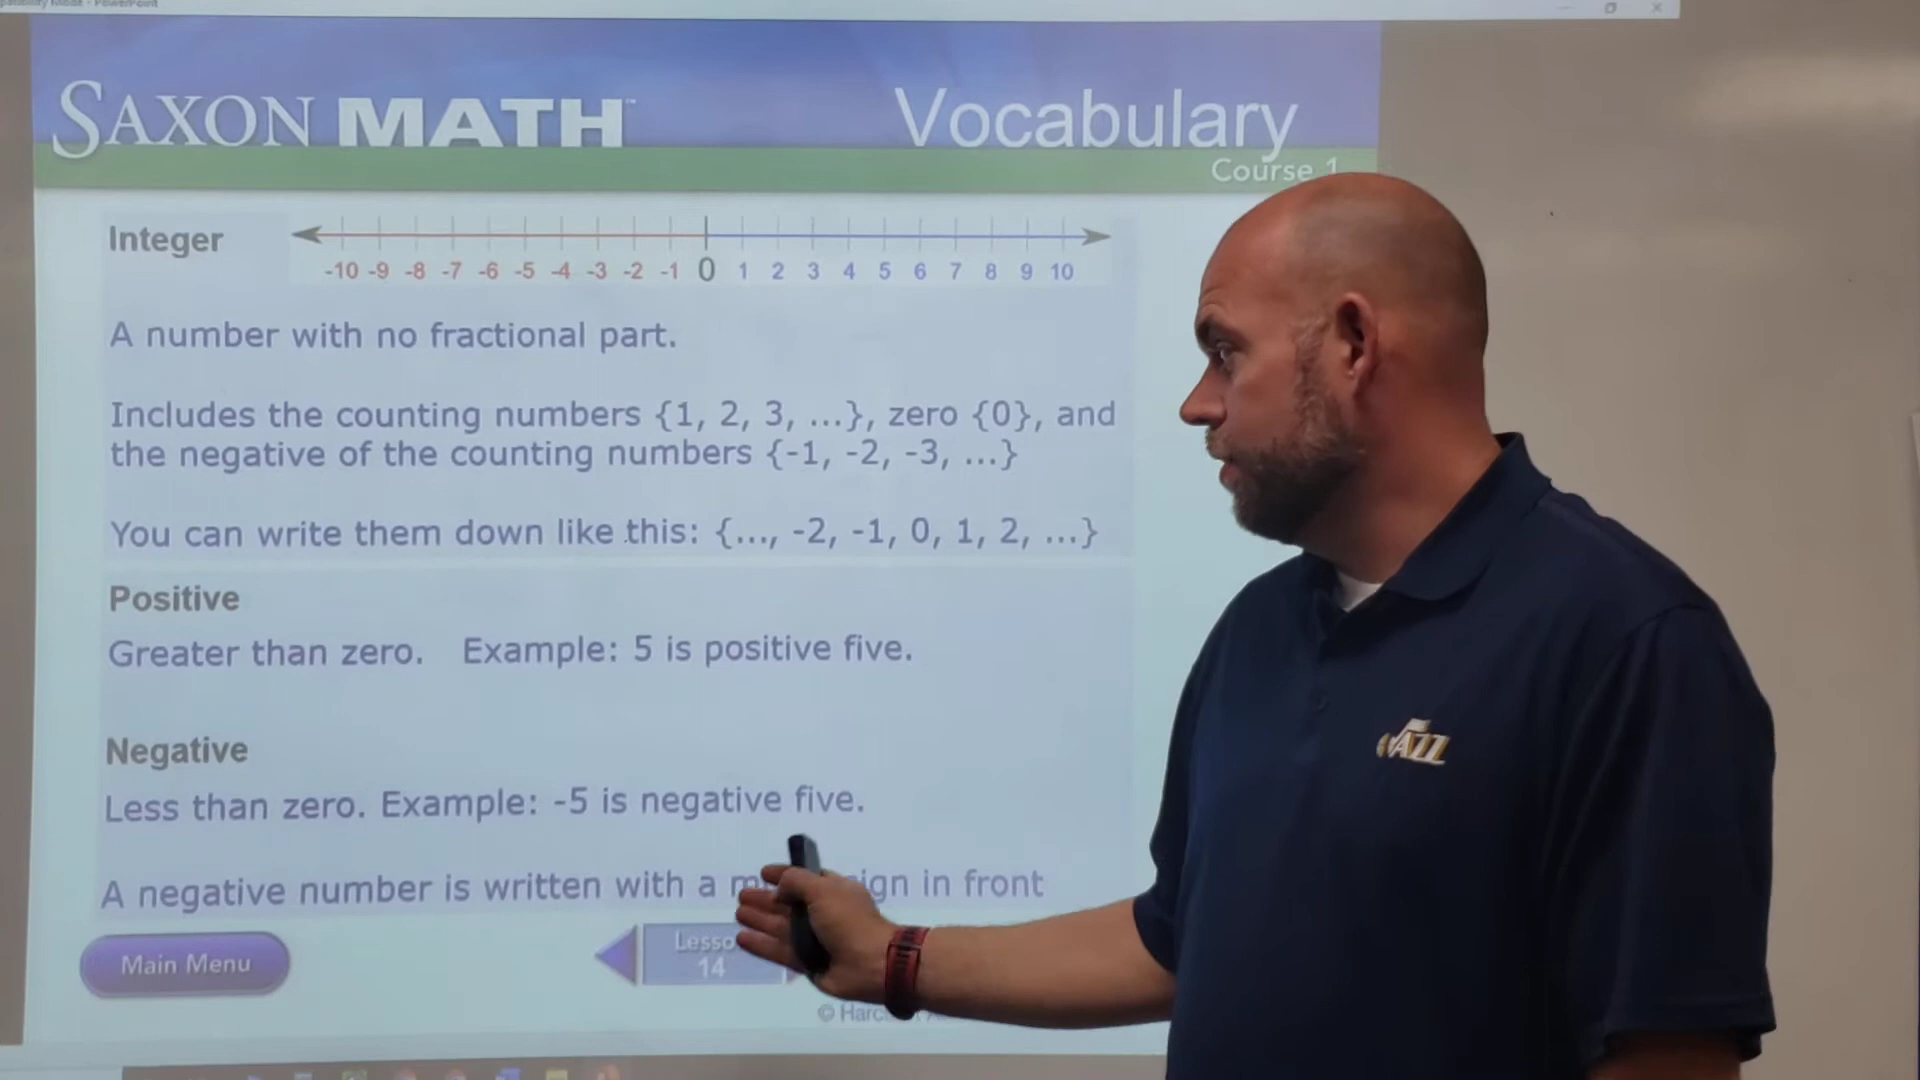 PowerPoint
SAXON MATH™
Vocabulary
Course 1
Integer
-10 -9 -8 -7 -6 -5 -4 -3 -2 -1 0 1 2 3 4 5 6 7 8 9 10
A number with no fractional part.
Includes the counting numbers {1, 2, 3, ...}, zero {0}, and
the negative of the counting numbers {-1, -2, -3, ...}
You can write them down like this: {..., -2, -1, 0, 1, 2, ...}
Positive
Greater than zero. Example: 5 is positive five.
Negative
Less than zero. Example: -5 is negative five.
A negative number is written with a in front
Main Menu
14
©
JAZZ